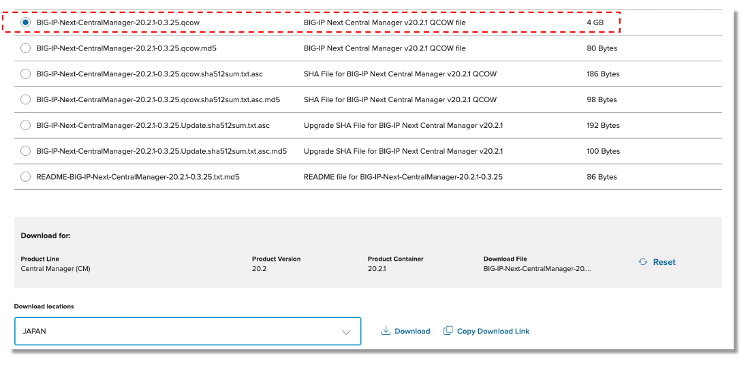 BIG-IP-Next-CentralManager-20.2.1-0.3.25.qcow BIG-IP Next Central Manager v20.2.1 QCOW file 4 GB
BIG-IP-Next-CentralManager-20.2.1-0.3.25.qcow.md5 BIG-IP Next Central Manager v20.2.1 QCOW file 80 Bytes
BIG-IP-Next-CentralManager-20.2.1-0.3.25.qcow.sha512sum.txt.asc SHA File for BIG-IP Next Central Manager v20.2.1 QCOW 186 Bytes
BIG-IP-Next-CentralManager-20.2.1-0.3.25.qcow.sha512sum.txt.asc.md5 SHA File for BIG-IP Next Central Manager v20.2.1 QCOW 98 Bytes
BIG-IP-Next-CentralManager-20.2.1-0.3.25.Update.sha512sum.txt.asc Upgrade SHA File for BIG-IP Next Central Manager v20.2.1 192 Bytes
BIG-IP-Next-CentralManager-20.2.1-0.3.25.Update.sha512sum.txt.asc.md5 Upgrade SHA File for BIG-IP Next Central Manager v20.2.1 100 Bytes
README-BIG-IP-Next-CentralManager-20.2.1-0.3.25.txt.md5 README file for BIG-IP-Next-CentralManager-20.2.1-0.3.25 86 Bytes
Download for:
Product Line Product Version Product Container Download File
Central Manager (CM) 20.2 20.2.1 BIG-IP-Next-CentralManager-20.... Reset
Download locations
JAPAN Download Copy Download Link